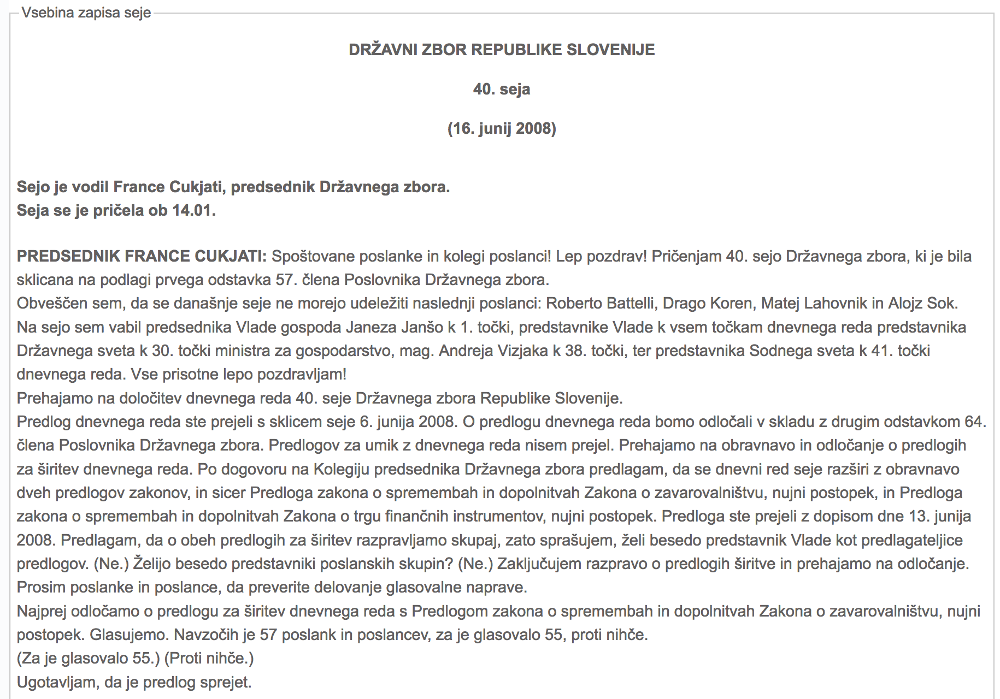 Vsebina zapisa seje
DRŽAVNI ZBOR REPUBLIKE SLOVENIJE
40. seja
(16. junij 2008)
Sejo je vodil France Cukjati, predsednik Državnega zbora.
Seja se je pričela ob 14.01.
PREDSEDNIK FRANCE CUKJATI: Spoštovane poslanke in kolegi poslanci! Lep pozdrav! Pričenjam 40. sejo Državnega zbora, ki je bila
sklicana na podlagi prvega odstavka 57. člena Poslovnika Državnega zbora.
Obveščen sem, da se današnje seje ne morejo udeležiti naslednji poslanci: Roberto Battelli, Drago Koren, Matej Lahovnik in Alojz Sok.
Na sejo sem vabil predsednika Vlade gospoda Janeza Janšo k 1. točki, predstavnike Vlade k vsem točkam dnevnega reda predstavnika
Državnega sveta k 30. točki ministra za gospodarstvo, mag. Andreja Vizjaka k 38. točki, ter predstavnika Sodnega sveta k 41. točki
dnevnega reda. Vse prisotne lepo pozdravljam!
Prehajamo na določitev dnevnega reda 40. seje Državnega zbora Republike Slovenije.
Predlog dnevnega reda ste prejeli s sklicem seje 6. junija 2008. O predlogu dnevnega reda bomo odločali v skladu z drugim odstavkom 64.
člena Poslovnika Državnega zbora. Predlogov za umik z dnevnega reda nisem prejel. Prehajamo na obravnavo in odločanje o predlogih
za širitev dnevnega reda. Po dogovoru na Kolegiju predsednika Državnega zbora predlagam, da se dnevni red seje razširi z obravnavo
dveh predlogov zakonov, in sicer Predloga zakona o spremembah in dopolnitvah Zakona o zavarovalništvu, nujni postopek, in Predloga
zakona o spremembah in dopolnitvah Zakona o trgu finančnih instrumentov, nujni postopek. Predloga ste prejeli z dopisom dne 13. junija
2008. Predlagam, da o obeh predlogih za širitev razpravljamo skupaj, zato sprašujem, želi besedo predstavnik Vlade kot predlagateljice
predlogov. (Ne.) Želijo besedo predstavniki poslanskih skupin? (Ne.) Zaključujem razpravo o predlogih širitve in prehajamo na odločanje.
Prosim poslanke in poslance, da preverite delovanje glasovalne naprave.
Najprej odločamo o predlogu za širitev dnevnega reda s Predlogom zakona o spremembah in dopolnitvah Zakona o zavarovalništvu, nujni
postopek. Glasujemo. Navzočih je 57 poslank in poslancev, za je glasovalo 55, proti nihče.
(Za je glasovalo 55.) (Proti nihče.)
Ugotavljam, da je predlog sprejet.